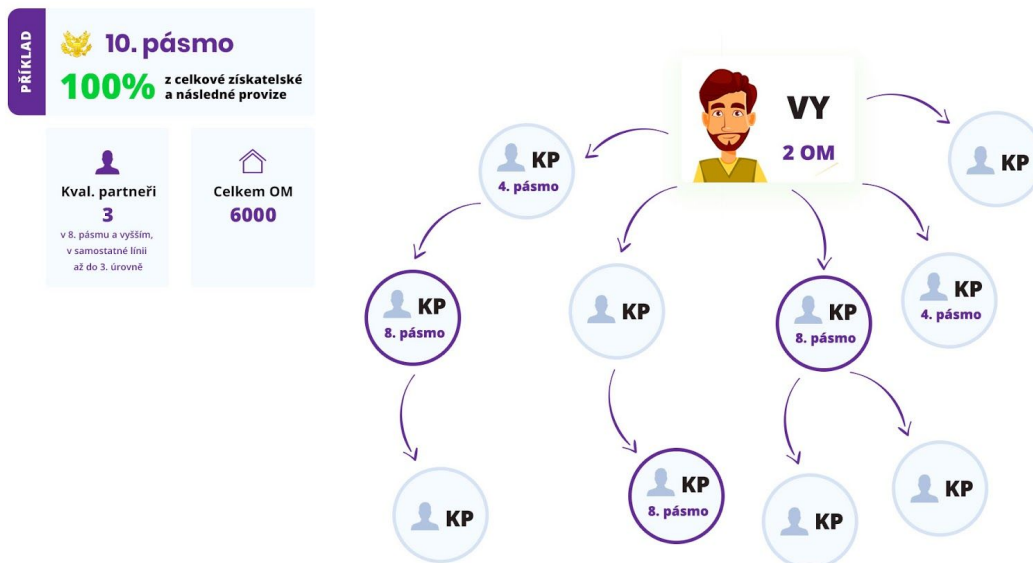 PŘÍKLAD
10. pásmo
100% z celkové získatelské
a následné provize
Kval. partneři
3
v 8. pásmu a vyšším,
v samostatné línii
až do 3. úrovně
Celkem OM
6000
VY
2 OM
KP
4. pásmo
KP
KP
8. pásmo
KP
KP
8. pásmo
KP
4. pásmo
KP
KP
8. pásmo
KP
KP